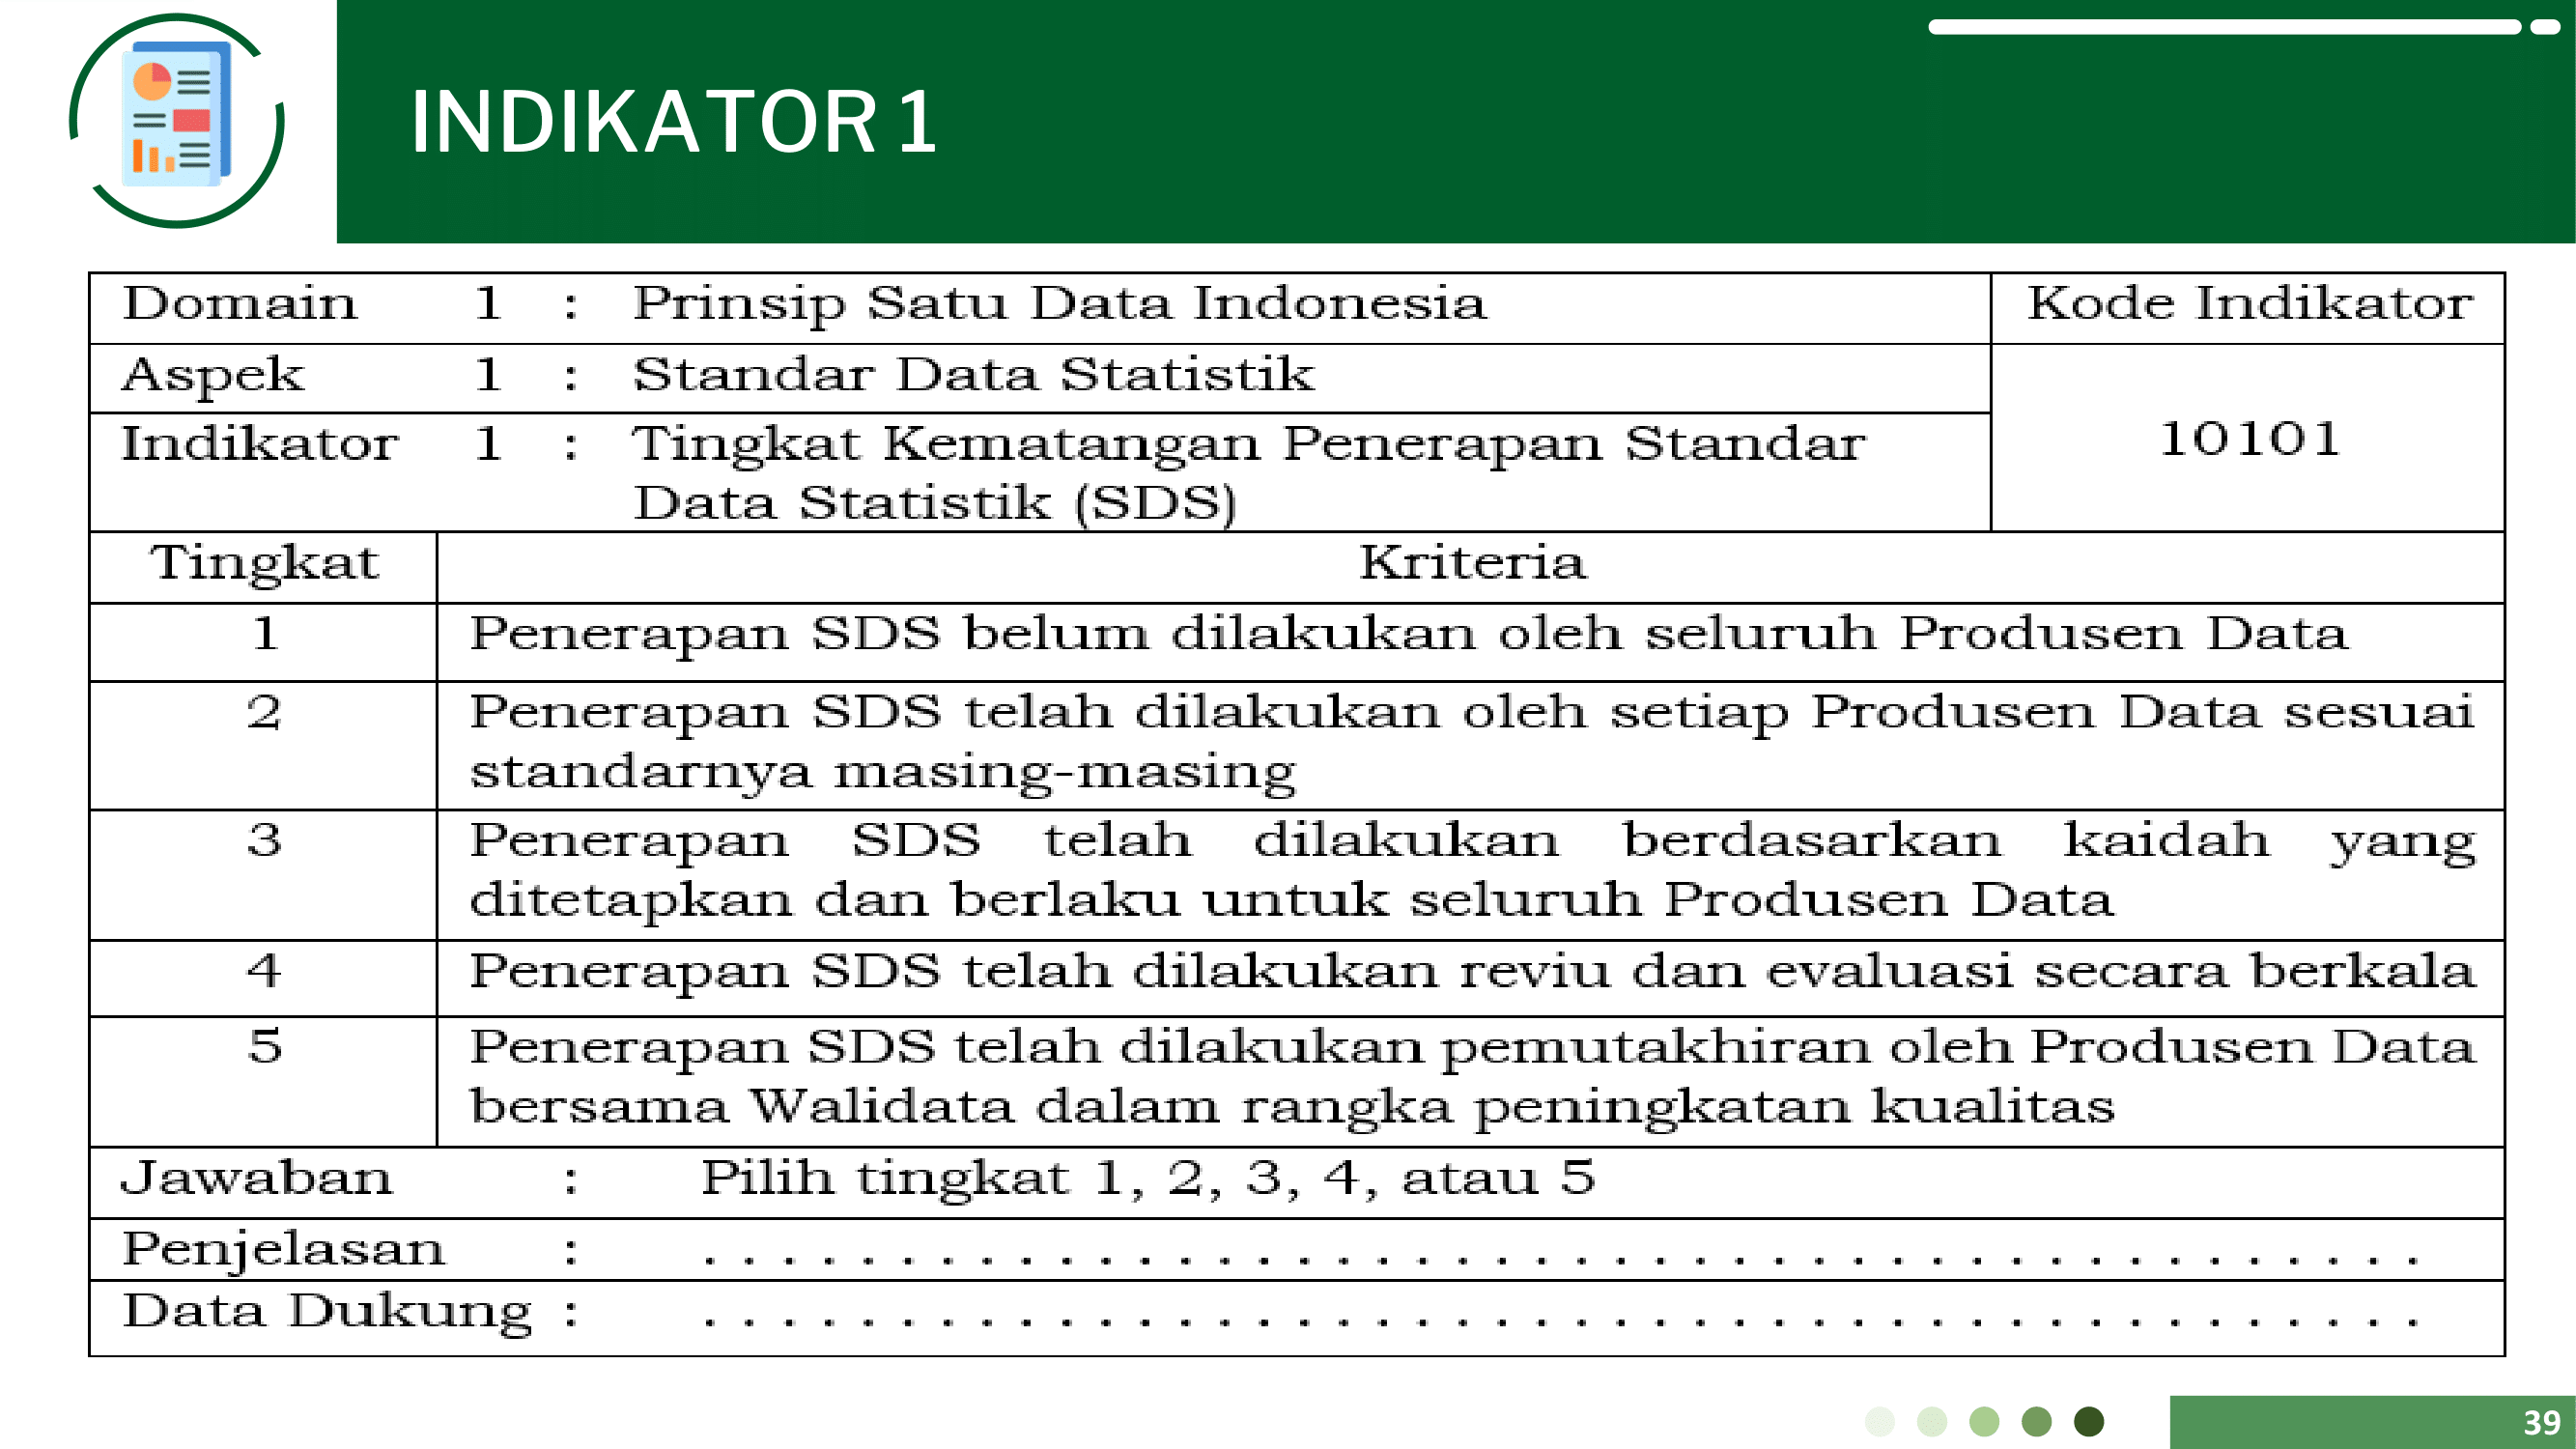 INDIKATOR 1
Domain 1 : Prinsip Satu Data Indonesia
Kode Indikator
Aspek 1 : Standar Data Statistik
10101
Indikator 1 : Tingkat Kematangan Penerapan Standar
Data Statistik (SDS)
Tingkat Kriteria
1 Penerapan SDS belum dilakukan oleh seluruh Produsen Data
2 Penerapan SDS telah dilakukan oleh setiap Produsen Data sesuai
standarnya masing-masing
3 Penerapan SDS telah dilakukan berdasarkan kaidah yang
ditetapkan dan berlaku untuk seluruh Produsen Data
4 Penerapan SDS telah dilakukan reviu dan evaluasi secara berkala
5 Penerapan SDS telah dilakukan pemutakhiran oleh Produsen Data
bersama Walidata dalam rangka peningkatan kualitas
Jawaban : Pilih tingkat 1, 2, 3, 4, atau 5
Penjelasan : . . . . . . . . . . . . . . . . . . . . . . . . . . . . . . . . . . . . . . . . . . . .
Data Dukung : . . . . . . . . . . . . . . . . . . . . . . . . . . . . . . . . . . . . . . . . . . . .
39